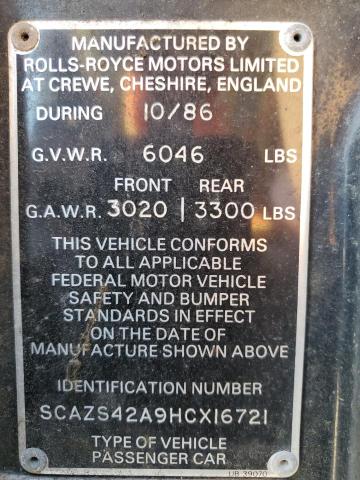 MANUFACTURED BY
ROLLS-ROYCE MOTORS LIMITED
AT CREWE, CHESHIRE, ENGLAND
DURING 10/86
G.V.W.R. 6046 LBS
FRONT REAR
G.A.W.R. 3020 | 3300 LBS
THIS VEHICLE CONFORMS
TO ALL APPLICABLE
FEDERAL MOTOR VEHICLE
SAFETY AND BUMPER
STANDARDS IN EFFECT
ON THE DATE OF
MANUFACTURE SHOWN ABOVE
IDENTIFICATION NUMBER
SCAZS42A9HCX16721
TYPE OF VEHICLE
PASSENGER CAR
UB 39070